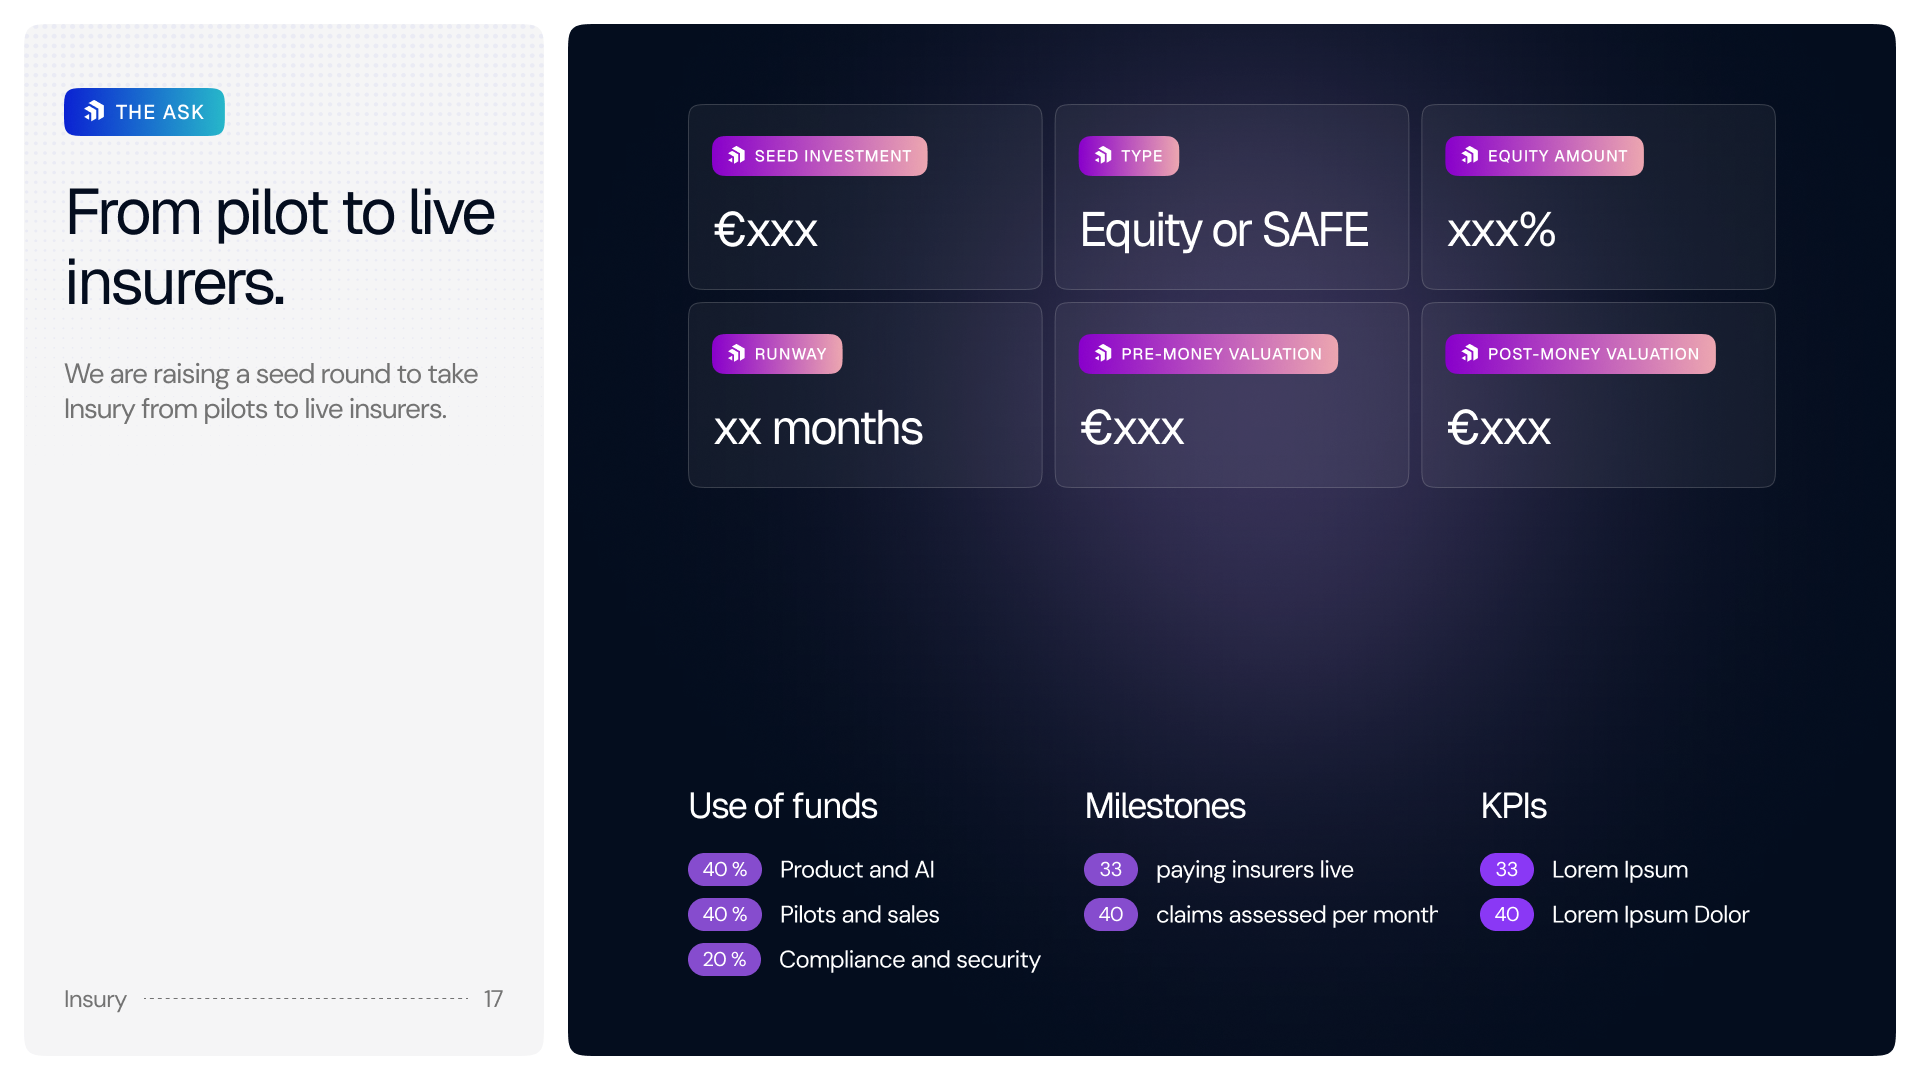 THE ASK
From pilot to live
insurers.
We are raising a seed round to take
Insury from pilots to live insurers.
Insury
17
SEED INVESTMENT
€xxx
TYPE
Equity or SAFE
EQUITY AMOUNT
xxx%
RUNWAY
xx months
PRE-MONEY VALUATION
€xxx
POST-MONEY VALUATION
€xxx
Use of funds
40 % Product and AI
40 % Pilots and sales
20 % Compliance and security
Milestones
33 paying insurers live
40 claims assessed per month
KPIs
33 Lorem Ipsum
40 Lorem Ipsum Dolor